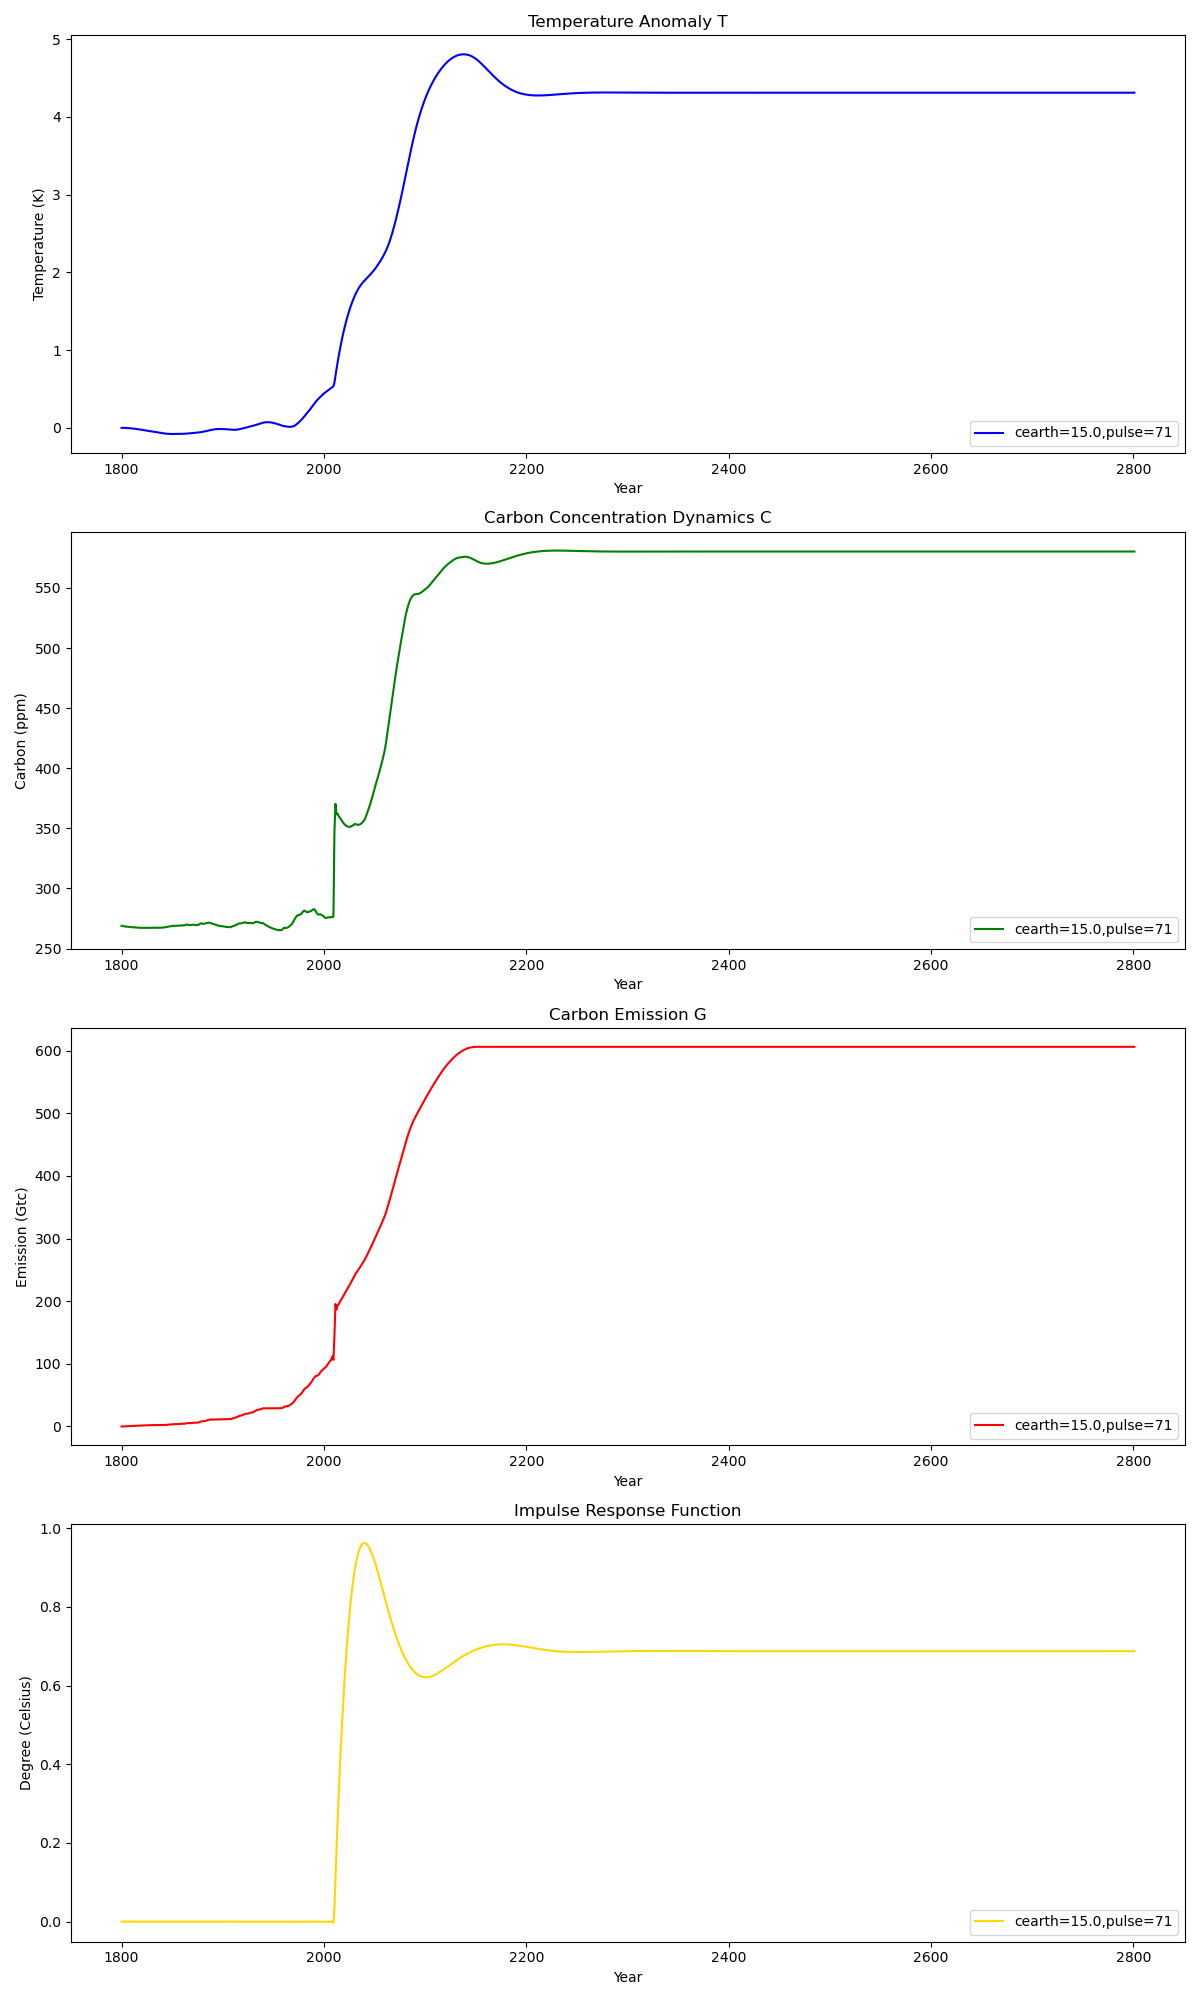 Temperature Anomaly T
5
4
3
2
1
0
Temperature (K)
cearth=15.0,pulse=71
1800 2000 2200 2400 2600 2800
Year
Carbon Concentration Dynamics C
550
500
450
400
350
300
250
Carbon (ppm)
cearth=15.0,pulse=71
1800 2000 2200 2400 2600 2800
Year
Carbon Emission G
600
500
400
300
200
100
0
Emission (Gtc)
cearth=15.0,pulse=71
1800 2000 2200 2400 2600 2800
Year
Impulse Response Function
1.0
0.8
0.6
0.4
0.2
0.0
Degree (Celsius)
cearth=15.0,pulse=71
1800 2000 2200 2400 2600 2800
Year